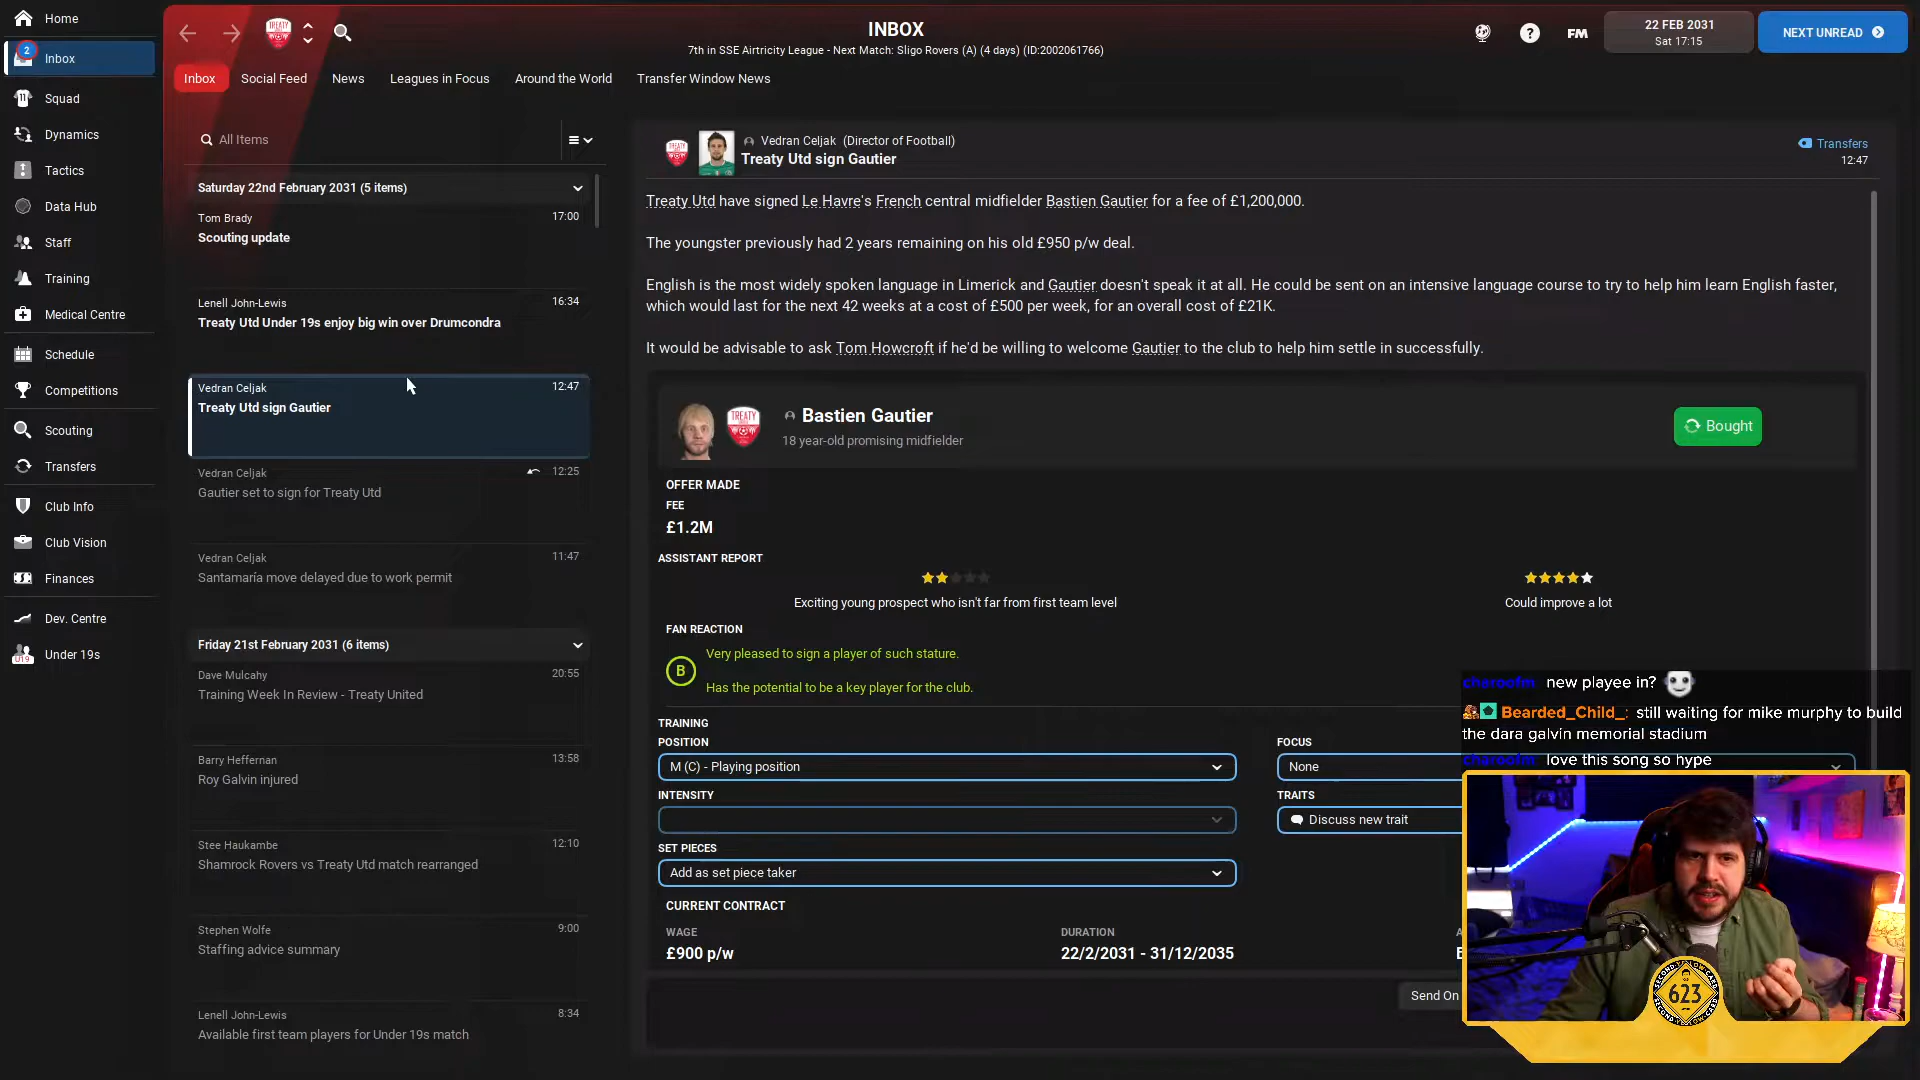 Home
2
Inbox
Squad
Dynamics
Tactics
Data Hub
Staff
Training
Medical Centre
Schedule
Competitions
Scouting
Transfers
Club Info
Club Vision
Finances
Dev. Centre
U19
Under 19s
TREATY
INBOX
7th in SSE Airtricity League - Next Match: Sligo Rovers (A) (4 days) (ID:2002061766)
?
FM
22 FEB 2031
Sat 17:15
NEXT UNREAD
Inbox
Social Feed
News
Leagues in Focus
Around the World
Transfer Window News
All Items
Saturday 22nd February 2031 (5 items)
Tom Brady 17:00
Scouting update
Lenell John-Lewis 16:34
Treaty Utd Under 19s enjoy big win over Drumcondra
Vedran Celjak 12:47
Treaty Utd sign Gautier
Vedran Celjak 12:25
Gautier set to sign for Treaty Utd
Vedran Celjak 11:47
Santamaría move delayed due to work permit
Friday 21st February 2031 (6 items)
Dave Mulcahy 20:55
Training Week In Review - Treaty United
Barry Heffernan 13:58
Roy Galvin injured
Stee Haukambe 12:10
Shamrock Rovers vs Treaty Utd match rearranged
Stephen Wolfe 9:00
Staffing advice summary
Lenell John-Lewis 8:34
Available first team players for Under 19s match
Vedran Celjak (Director of Football)
Treaty Utd sign Gautier
Transfers
12:47
Treaty Utd have signed Le Havre's French central midfielder Bastien Gautier for a fee of £1,200,000.
The youngster previously had 2 years remaining on his old £950 p/w deal.
English is the most widely spoken language in Limerick and Gautier doesn't speak it at all. He could be sent on an intensive language course to try to help him learn English faster,
which would last for the next 42 weeks at a cost of £500 per week, for an overall cost of £21K.
It would be advisable to ask Tom Howcroft if he'd be willing to welcome Gautier to the club to help him settle in successfully.
TREATY
Bastien Gautier
18 year-old promising midfielder
Bought
OFFER MADE
FEE
£1.2M
ASSISTANT REPORT
Exciting young prospect who isn't far from first team level
Could improve a lot
FAN REACTION
B
Very pleased to sign a player of such stature.
Has the potential to be a key player for the club.
TRAINING
POSITION
M (C) - Playing position
FOCUS
None
INTENSITY
TRAITS
Discuss new trait
SET PIECES
Add as set piece taker
CURRENT CONTRACT
WAGE
£900 p/w
DURATION
22/2/2031 - 31/12/2035
Send On
charoofm new playee in?
Bearded_Child_: still waiting for mike murphy to build
the dara galvin memorial stadium
charoofm love this song so hype
SECOND YELLOW CARD
623